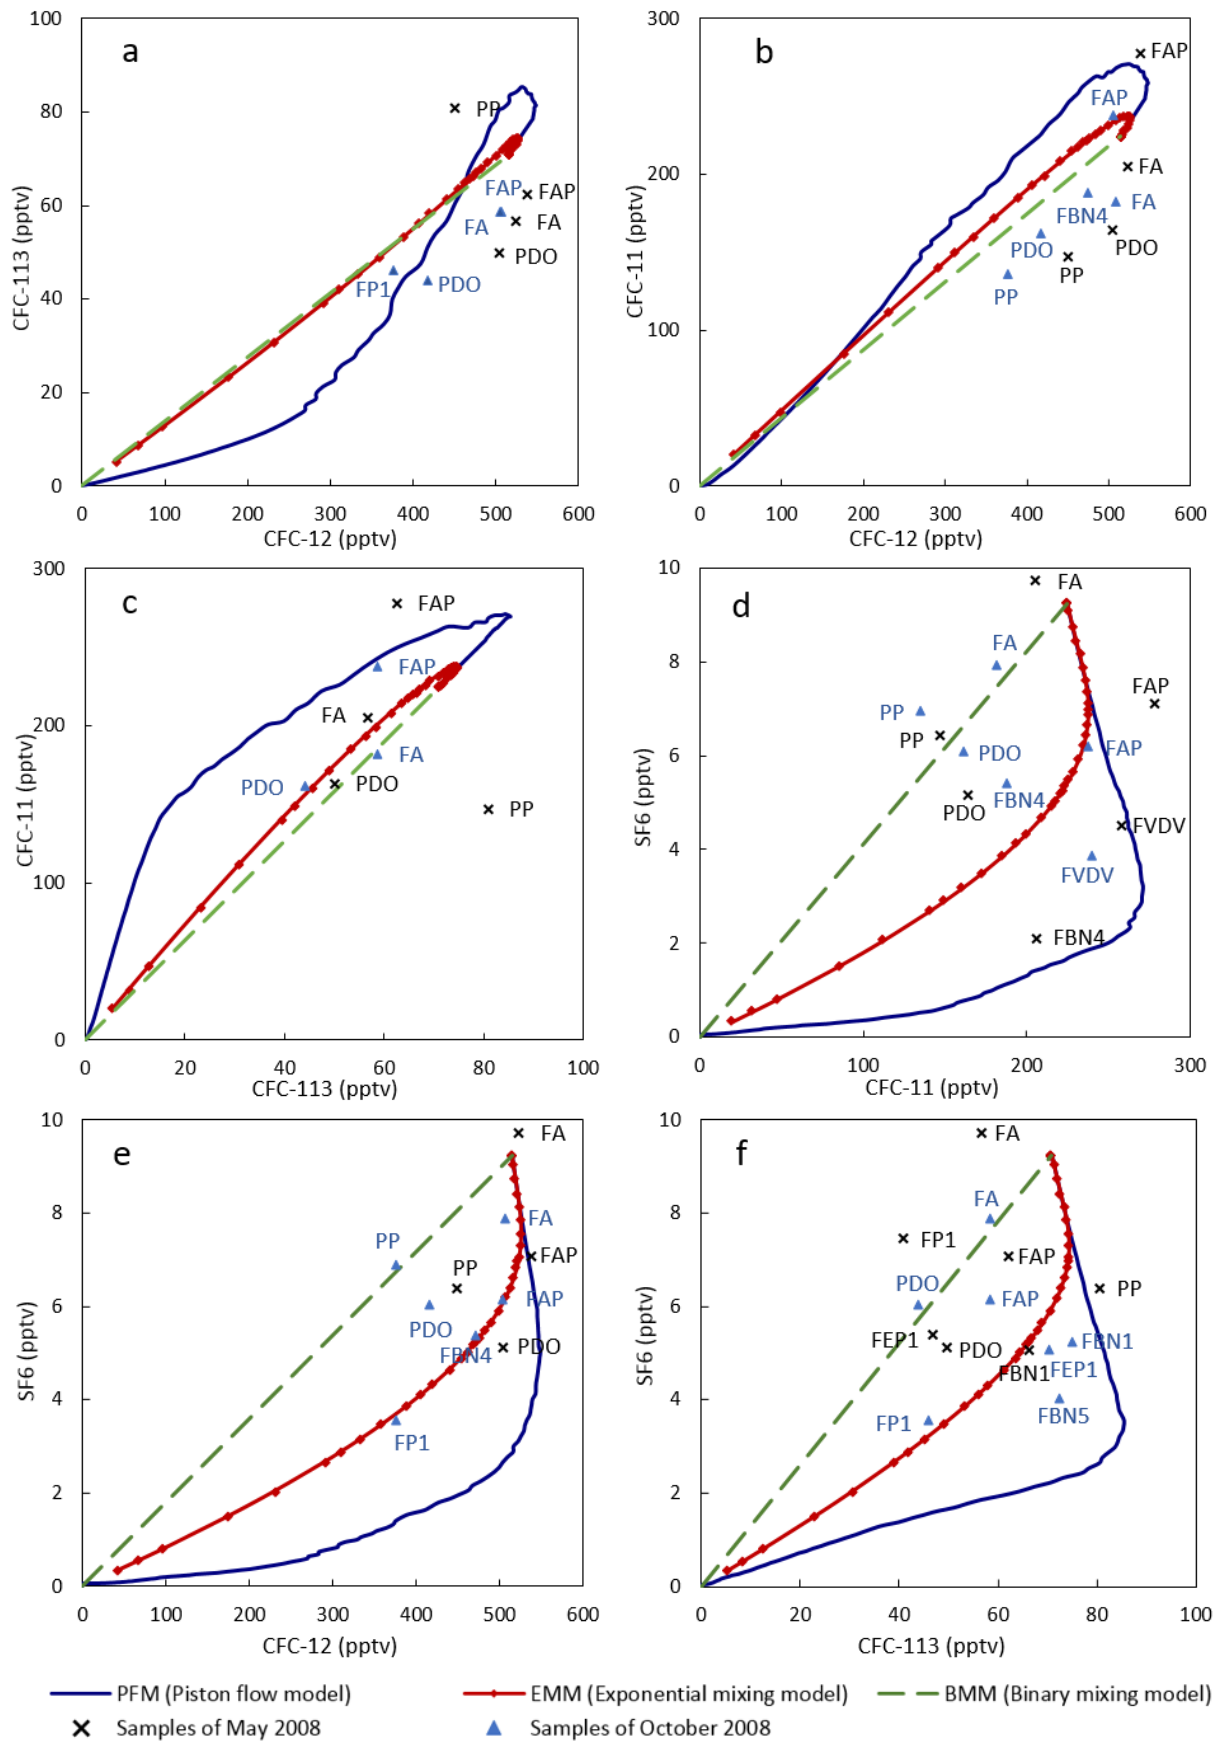 a
100
80
60
40
20
0
CFC-113 (pptv)
PP
FAP
FAP
FA
FA
PDO
FP1
PDO
0 100 200 300 400 500 600
CFC-12 (pptv)
b
300
200
100
0
CFC-11 (pptv)
FAP
FAP
FA
FBN4
FA
PDO
PDO
PP
PP
0 100 200 300 400 500 600
CFC-12 (pptv)
c
300
200
100
0
CFC-11 (pptv)
FAP
FAP
FA
FA
PDO
PDO
PP
0 20 40 60 80 100
CFC-113 (pptv)
d
10
8
6
4
2
0
SF6 (pptv)
FA
FA
FAP
PP
PP
PDO
FAP
PDO
FBN4
FVDV
FVDV
FBN4
0 100 200 300
CFC-11 (pptv)
e
10
8
6
4
2
0
SF6 (pptv)
FA
FA
PP
FAP
PP
FAP
PDO
PDO
FBN4
FP1
0 100 200 300 400 500 600
CFC-12 (pptv)
f
10
8
6
4
2
0
SF6 (pptv)
FA
FA
FP1
FAP
PP
PDO
FAP
FEP1
PDO
FBN1
FBN1
FEP1
FP1
FBN5
0 20 40 60 80 100
CFC-113 (pptv)
PFM (Piston flow model) EMM (Exponential mixing model) BMM (Binary mixing model)
Samples of May 2008 Samples of October 2008